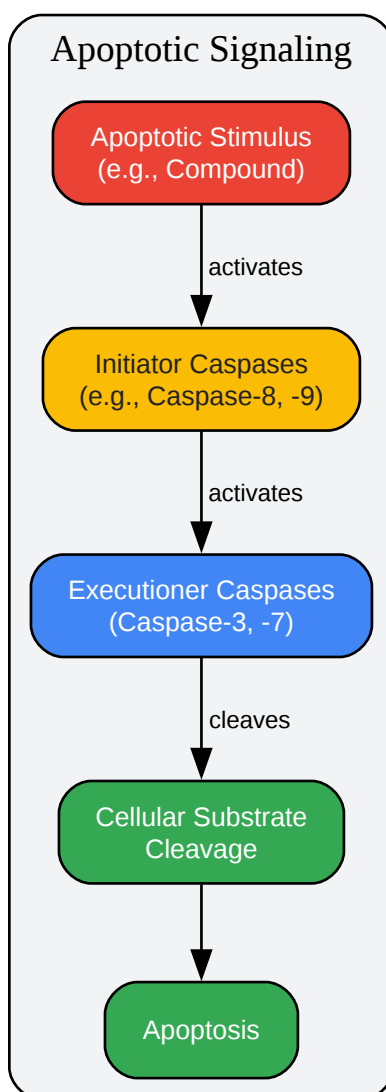 Apoptotic Signaling
Apoptotic Stimulus
(e.g., Compound)
activates
Initiator Caspases
(e.g., Caspase-8, -9)
activates
Executioner Caspases
(Caspase-3, -7)
cleaves
Cellular Substrate
Cleavage
Apoptosis